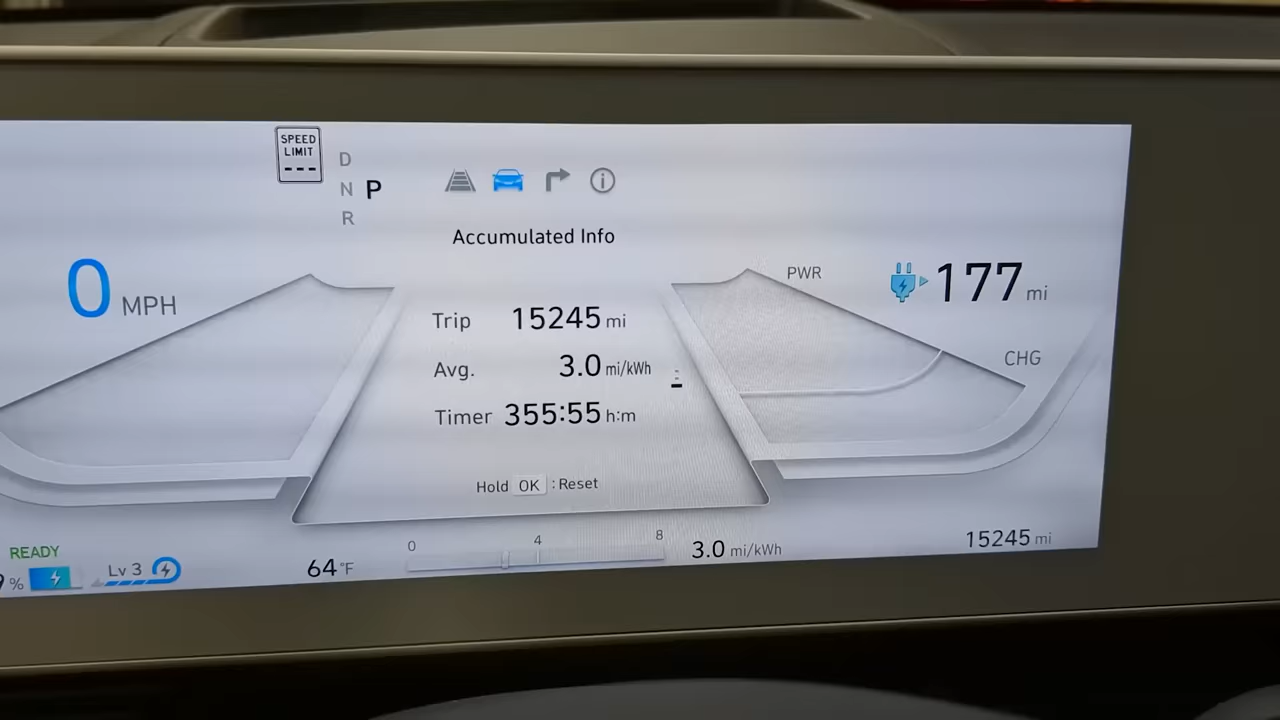 SPEED
LIMIT
---
D
N P
R
Accumulated Info
0 MPH
PWR
177 mi
CHG
Trip 15245 mi
Avg. 3.0 mi/kWh
Timer 355:55 h:m
Hold OK : Reset
READY
%
Lv 3
64°F
0 4 8
3.0 mi/kWh
15245 mi